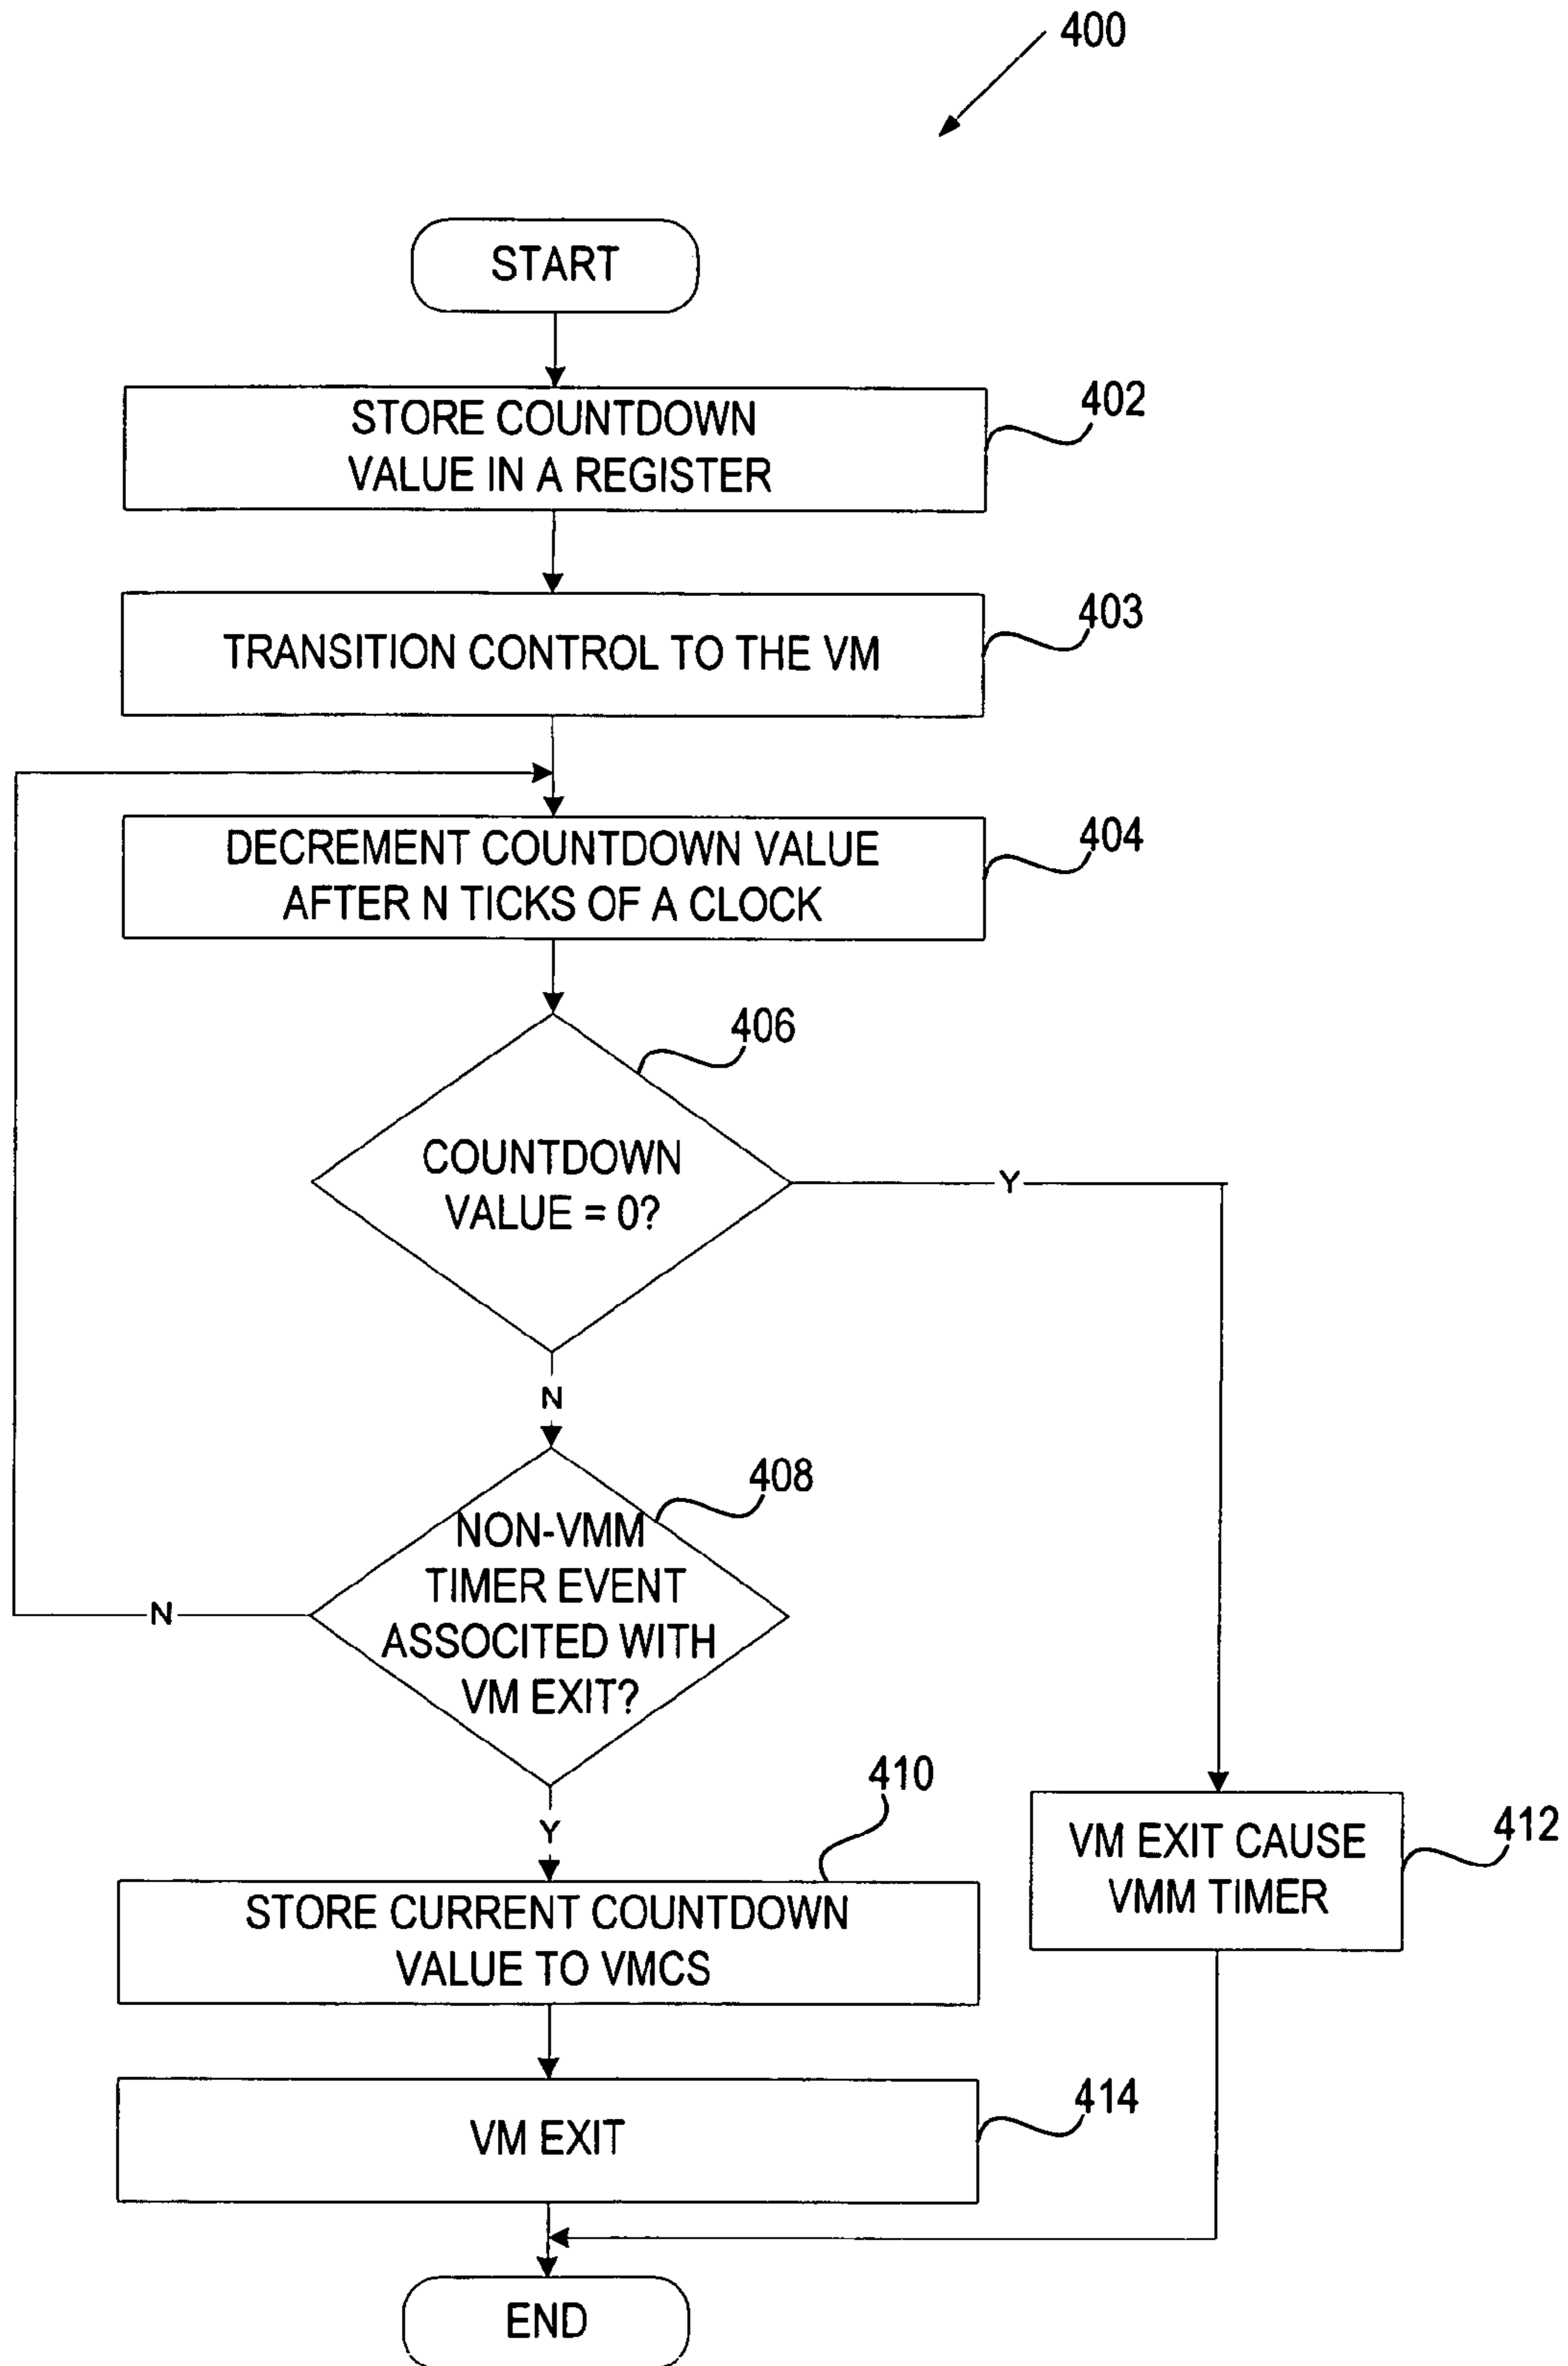 400
START
STORE COUNTDOWN
VALUE IN A REGISTER
402
TRANSITION CONTROL TO THE VM
403
DECREMENT COUNTDOWN VALUE
AFTER N TICKS OF A CLOCK
404
406
COUNTDOWN
VALUE = 0?
Y
N
408
NON-VMM
TIMER EVENT
ASSOCITED WITH
VM EXIT?
N
Y
410
STORE CURRENT COUNTDOWN
VALUE TO VMCS
VM EXIT CAUSE
VMM TIMER
412
VM EXIT
414
END